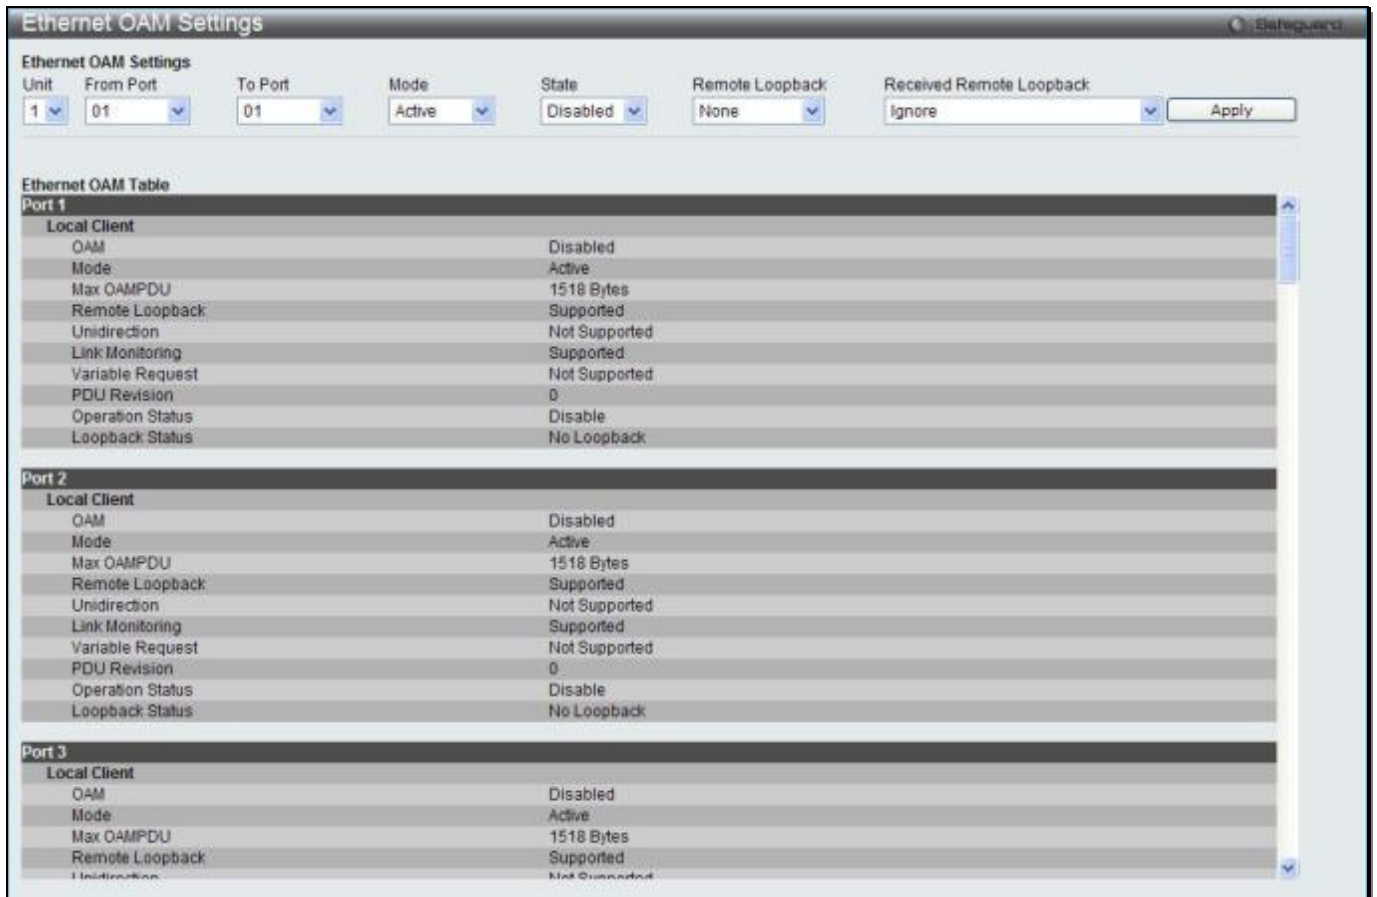 Ethernet OAM Settings
Safeguard
Ethernet OAM Settings
Unit From Port To Port Mode State Remote Loopback Received Remote Loopback
1 01 01 Active Disabled None Ignore Apply
Ethernet OAM Table
Port 1
Local Client
OAM Disabled
Mode Active
Max OAMPDU 1518 Bytes
Remote Loopback Supported
Unidirection Not Supported
Link Monitoring Supported
Variable Request Not Supported
PDU Revision 0
Operation Status Disable
Loopback Status No Loopback
Port 2
Local Client
OAM Disabled
Mode Active
Max OAMPDU 1518 Bytes
Remote Loopback Supported
Unidirection Not Supported
Link Monitoring Supported
Variable Request Not Supported
PDU Revision 0
Operation Status Disable
Loopback Status No Loopback
Port 3
Local Client
OAM Disabled
Mode Active
Max OAMPDU 1518 Bytes
Remote Loopback Supported
Unidirection Not Supported